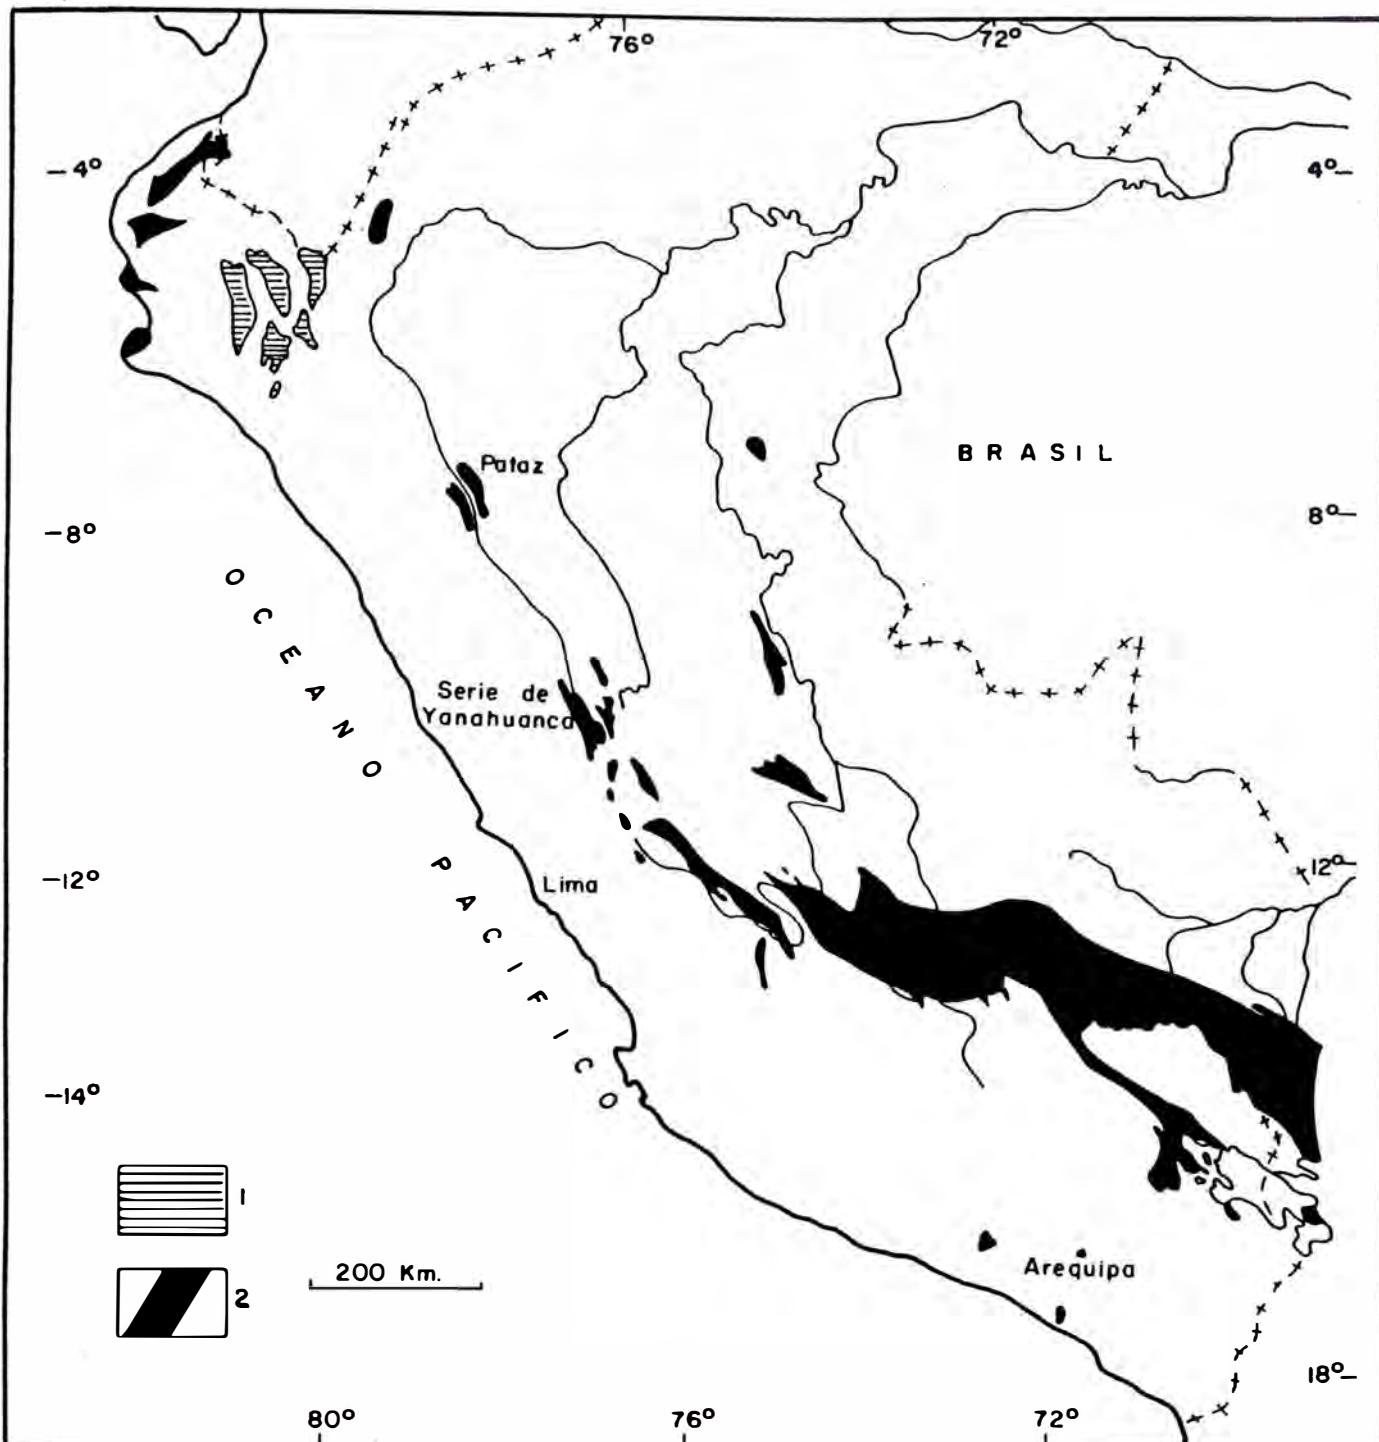 76°
72°
–4°
4°–
Pataz
BRASIL
–8°
8°–
OCEANO PACIFICO
Serie de
Yanahuanca
–12°
12°
Lima
–14°
1
2
200 Km.
Arequipa
18°–
80°
76°
72°